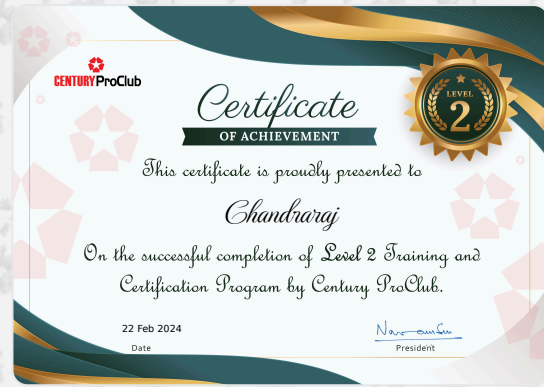 CENTURY ProClub
Certificate
OF ACHIEVEMENT
LEVEL
2
This certificate is proudly presented to
Chandraraj
On the successful completion of Level 2 Training and
Certification Program by Century ProClub.
22 Feb 2024
Date
President